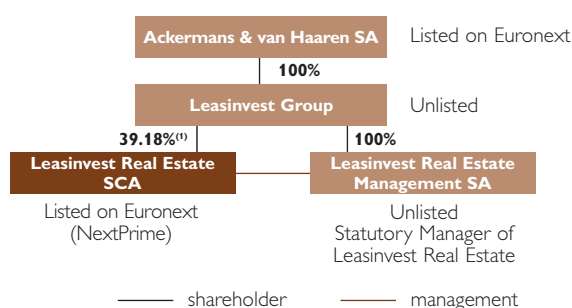 Ackermans & van Haaren SA
Listed on Euronext
100%
Leasinvest Group
Unlisted
39.18%(1)
100%
Leasinvest Real Estate
SCA
Leasinvest Real Estate
Management SA
Listed on Euronext
(NextPrime)
Unlisted
Statutory Manager of
Leasinvest Real Estate
shareholder
management